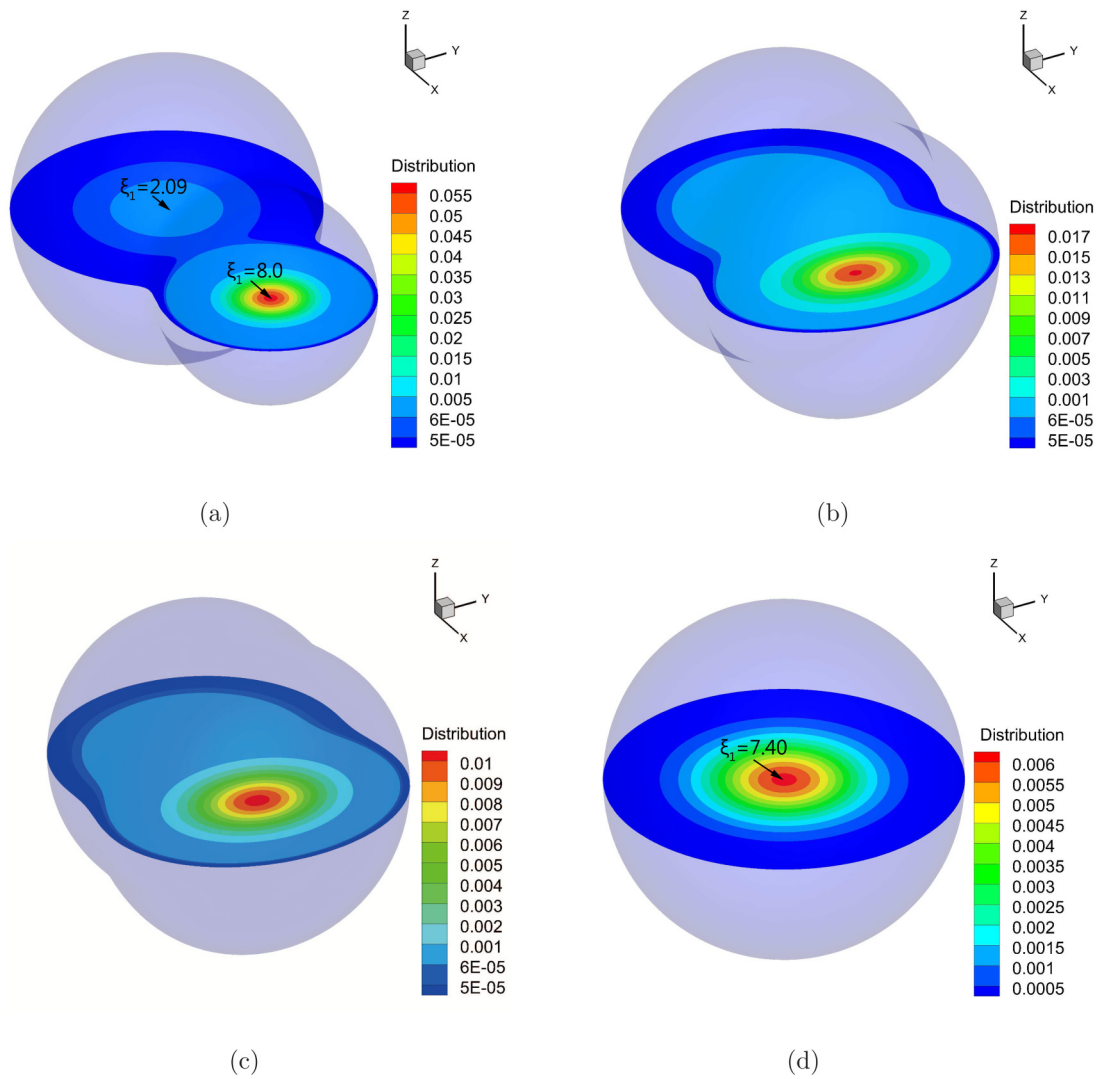 Z
Y
X
ξ₁=2.09
ξ₁=8.0
Distribution
0.055
0.05
0.045
0.04
0.035
0.03
0.025
0.02
0.015
0.01
0.005
6E-05
5E-05
(a)
Z
Y
X
Distribution
0.017
0.015
0.013
0.011
0.009
0.007
0.005
0.003
0.001
6E-05
5E-05
(b)
Z
Y
X
Distribution
0.01
0.009
0.008
0.007
0.006
0.005
0.004
0.003
0.002
0.001
6E-05
5E-05
(c)
Z
Y
X
ξ₁=7.40
Distribution
0.006
0.0055
0.005
0.0045
0.004
0.0035
0.003
0.0025
0.002
0.0015
0.001
0.0005
(d)